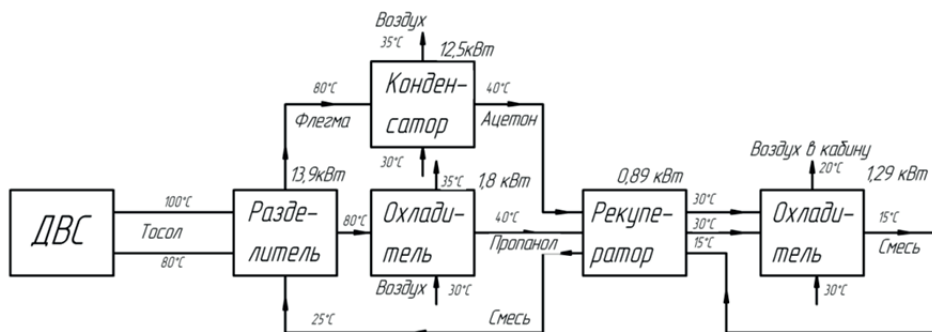 Воздух
35°С
12,5кВт
80°С
Конден-
сатор
40°С
Флегма
Ацетон
30°С
13,9кВт
35°С
1,8 кВт
0,89 кВт
Воздух в кабину
20°С
1,29 кВт
ДВС
100°С
Тосол
80°С
Разде-
литель
80°С
Охлади-
тель
40°С
Пропанол
Рекупе-
ратор
30°С
30°С
15°С
Охлади-
тель
15°С
Смесь
Воздух
30°С
30°С
25°С
Смесь